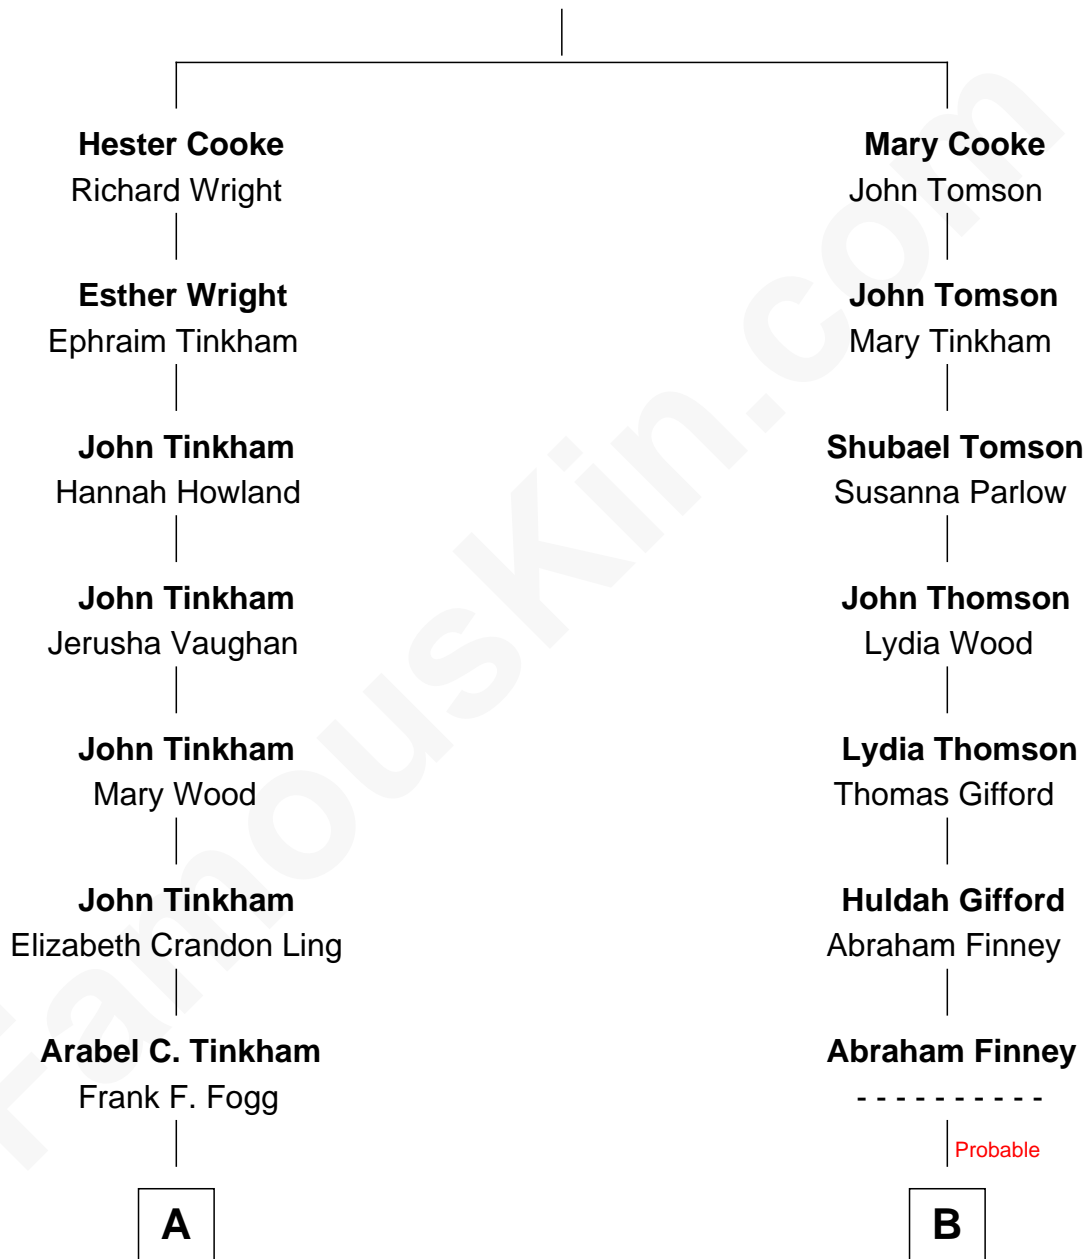 Hester Cooke
Richard Wright
Esther Wright
Ephraim Tinkham
John Tinkham
Hannah Howland
John Tinkham
Jerusha Vaughan
John Tinkham
Mary Wood
John Tinkham
Elizabeth Crandon Ling
Arabel C. Tinkham
Frank F. Fogg
A
Mary Cooke
John Tomson
John Tomson
Mary Tinkham
Shubael Tomson
Susanna Parlow
John Thomson
Lydia Wood
Lydia Thomson
Thomas Gifford
Huldah Gifford
Abraham Finney
Abraham Finney
- - - - - - - - - -
Probable
B
FamousKin.com